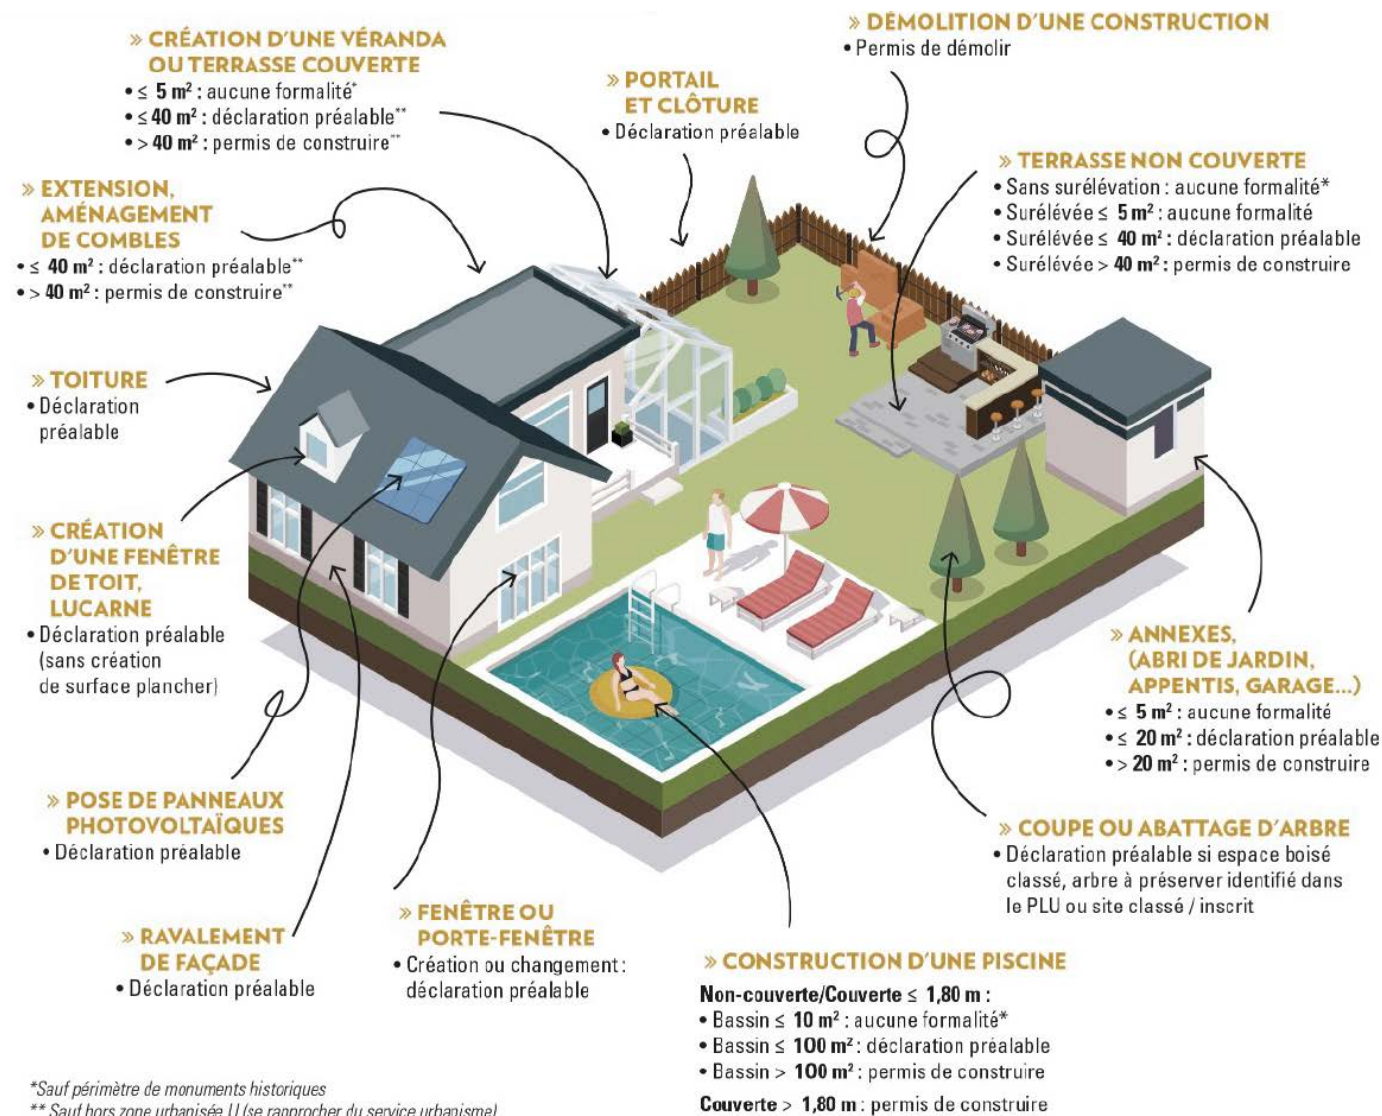 » CRÉATION D'UNE VÉRANDA
OU TERRASSE COUVERTE
• ≤ 5 m² : aucune formalité*
• ≤ 40 m² : déclaration préalable**
• > 40 m² : permis de construire**
» PORTAIL
ET CLÔTURE
• Déclaration préalable
» DÉMOLITION D'UNE CONSTRUCTION
• Permis de démolir
» TERRASSE NON COUVERTE
• Sans surélévation : aucune formalité*
• Surélévée ≤ 5 m² : aucune formalité
• Surélévée ≤ 40 m² : déclaration préalable
• Surélévée > 40 m² : permis de construire
» EXTENSION,
AMÉNAGEMENT
DE COMBLES
• ≤ 40 m² : déclaration préalable**
• > 40 m² : permis de construire**
» TOITURE
• Déclaration
préalable
» CRÉATION
D'UNE FENÊTRE
DE TOIT,
LUCARNE
• Déclaration préalable
(sans création
de surface plancher)
» POSE DE PANNEAUX
PHOTOVOLTAÏQUES
• Déclaration préalable
» RAVALEMENT
DE FAÇADE
• Déclaration préalable
» FENÊTRE OU
PORTE-FENÊTRE
• Création ou changement :
déclaration préalable
» ANNEXES,
(ABRI DE JARDIN,
APPENTIS, GARAGE...)
• ≤ 5 m² : aucune formalité
• ≤ 20 m² : déclaration préalable
• > 20 m² : permis de construire
» COUPE OU ABATTAGE D'ARBRE
• Déclaration préalable si espace boisé
classé, arbre à préserver identifié dans
le PLU ou site classé / inscrit
» CONSTRUCTION D'UNE PISCINE
Non-couverte/Couverte ≤ 1,80 m :
• Bassin ≤ 10 m² : aucune formalité*
• Bassin ≤ 100 m² : déclaration préalable
• Bassin > 100 m² : permis de construire
Couverte > 1,80 m : permis de construire
*Sauf périmètre de monuments historiques
** Sauf hors zone urbanisée U (se rapprocher du service urbanisme)